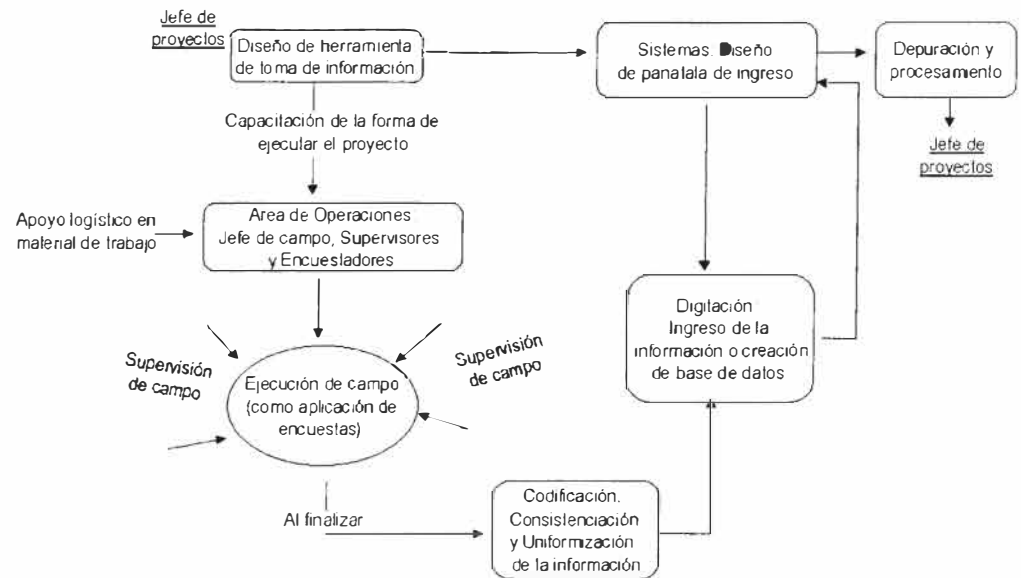 Jefe de
proyectos
Diseño de herramienta
de toma de información
Sistemas. Diseño
de panalala de ingreso
Depuración y
procesamiento
Jefe de
proyectos
Capacitación de la forma de
ejecutar el proyecto
Apoyo logístico en
material de trabajo
Area de Operaciones
Jefe de campo, Supervisores
y Encuestadores
Supervisión
de campo
Supervisión
de campo
Ejecución de campo
(como aplicación de
encuestas)
Digitación
Ingreso de la
información o creación
de base de datos
Al finalizar
Codificación.
Consistenciación
y Uniformización
de la información